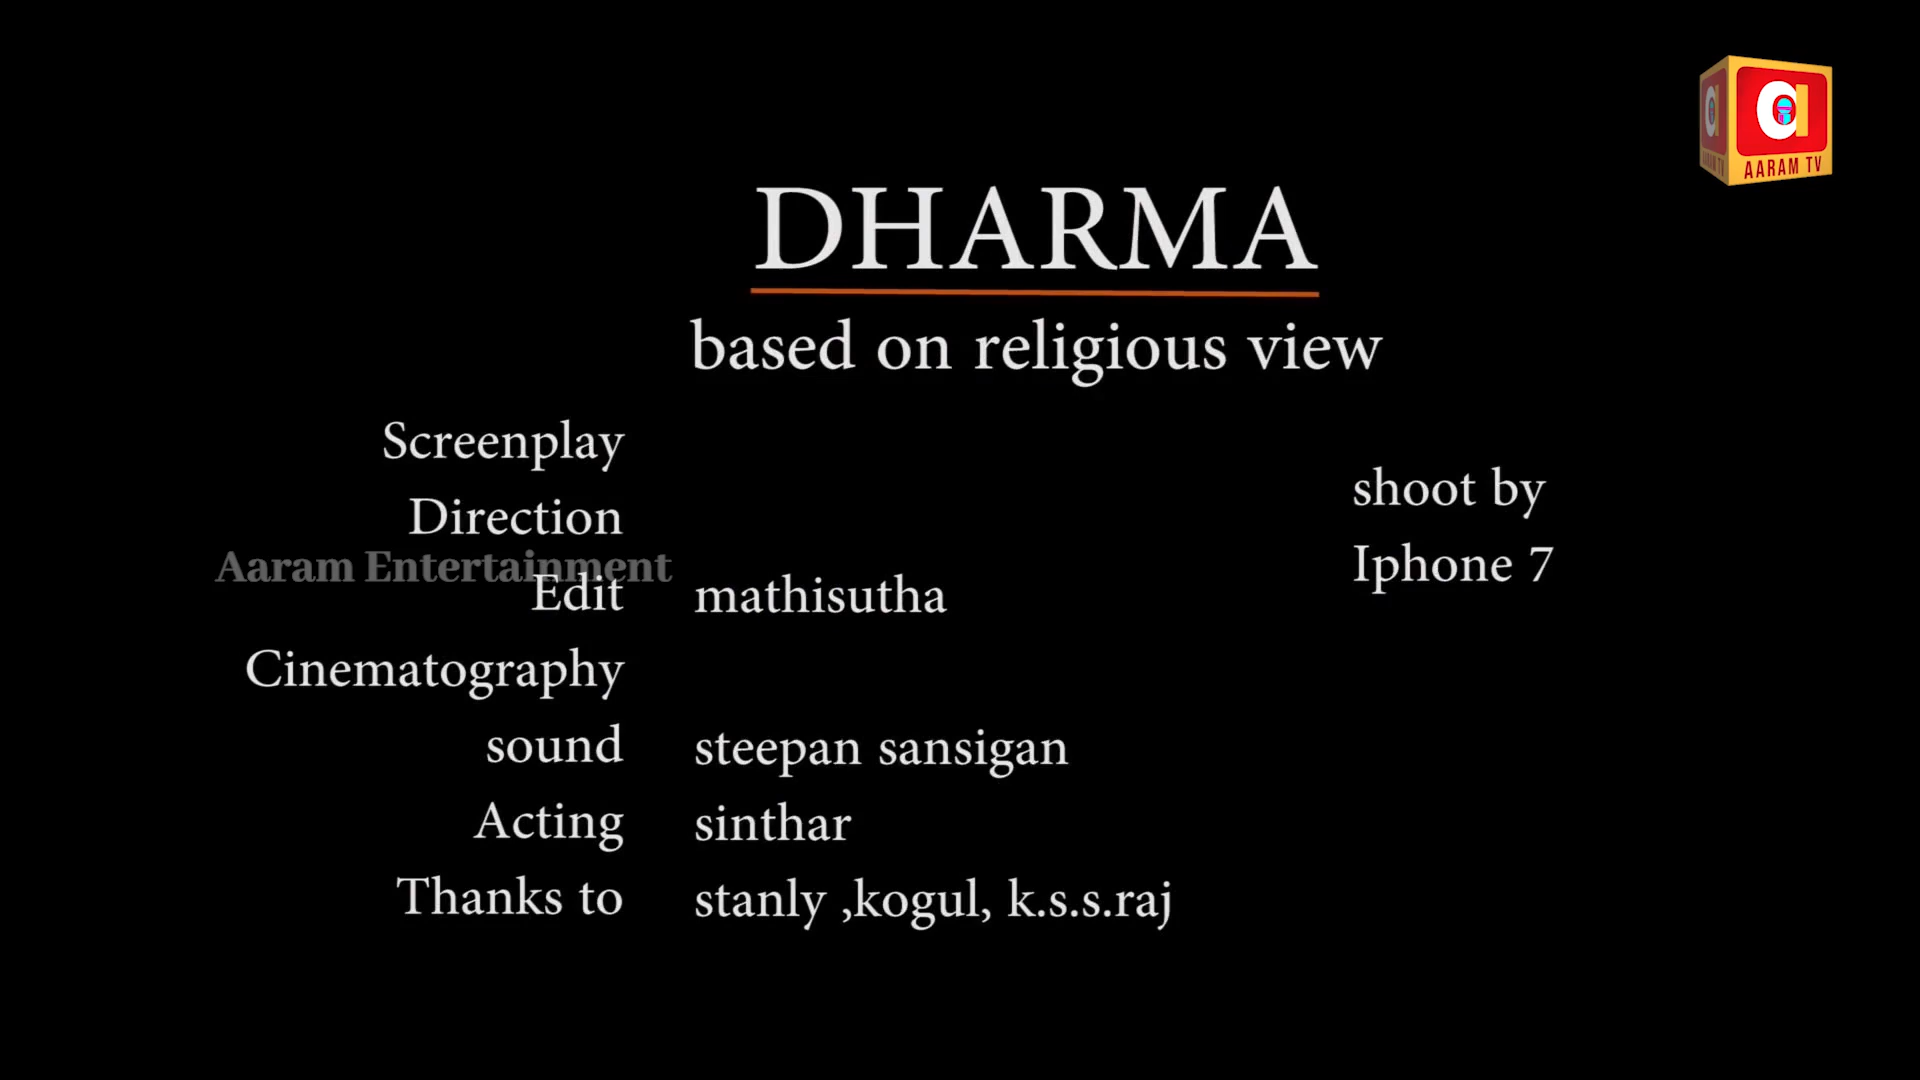 AARAM TV
DHARMA
based on religious view
Screenplay
Direction
Aaram Entertainment
Edit mathisutha
Cinematography
sound steepan sansigan
Acting sinthar
Thanks to stanly ,kogul, k.s.s.raj
shoot by
Iphone 7